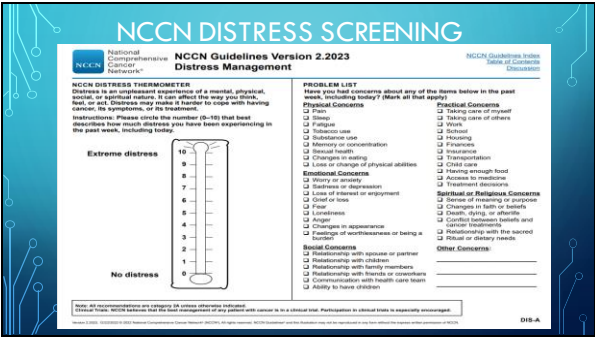 NCCN DISTRESS SCREENING
NCCN
National
Comprehensive
Cancer
Network®
NCCN Guidelines Version 2.2023
Distress Management
NCCN Guidelines Index
Table of Contents
Discussion
NCCN DISTRESS THERMOMETER
Distress is an unpleasant experience of a mental, physical,
social, or spiritual nature. It can affect the way you think,
feel, or act. Distress may make it harder to cope with having
cancer, its symptoms, or its treatment.
Instructions: Please circle the number (0–10) that best
describes how much distress you have been experiencing in
the past week, including today.
Extreme distress
10
9
8
7
6
5
4
3
2
1
0
No distress
PROBLEM LIST
Have you had concerns about any of the items below in the past
week, including today? (Mark all that apply)
Physical Concerns
Pain
Sleep
Fatigue
Tobacco use
Substance use
Memory or concentration
Sexual health
Changes in eating
Loss or change of physical abilities
Emotional Concerns
Worry or anxiety
Sadness or depression
Loss of interest or enjoyment
Grief or loss
Fear
Loneliness
Anger
Changes in appearance
Feelings of worthlessness or being a
burden
Social Concerns
Relationship with spouse or partner
Relationship with children
Relationship with family members
Relationship with friends or coworkers
Communication with health care team
Ability to have children
Practical Concerns
Taking care of myself
Taking care of others
Work
School
Housing
Finances
Insurance
Transportation
Child care
Having enough food
Access to medicine
Treatment decisions
Spiritual or Religious Concerns
Sense of meaning or purpose
Changes in faith or beliefs
Death, dying, or afterlife
Conflict between beliefs and
cancer treatments
Relationship with the sacred
Ritual or dietary needs
Other Concerns:
Note: All recommendations are category 2A unless otherwise indicated.
Clinical Trials: NCCN believes that the best management of any patient with cancer is in a clinical trial. Participation in clinical trials is especially encouraged.
DIS-A